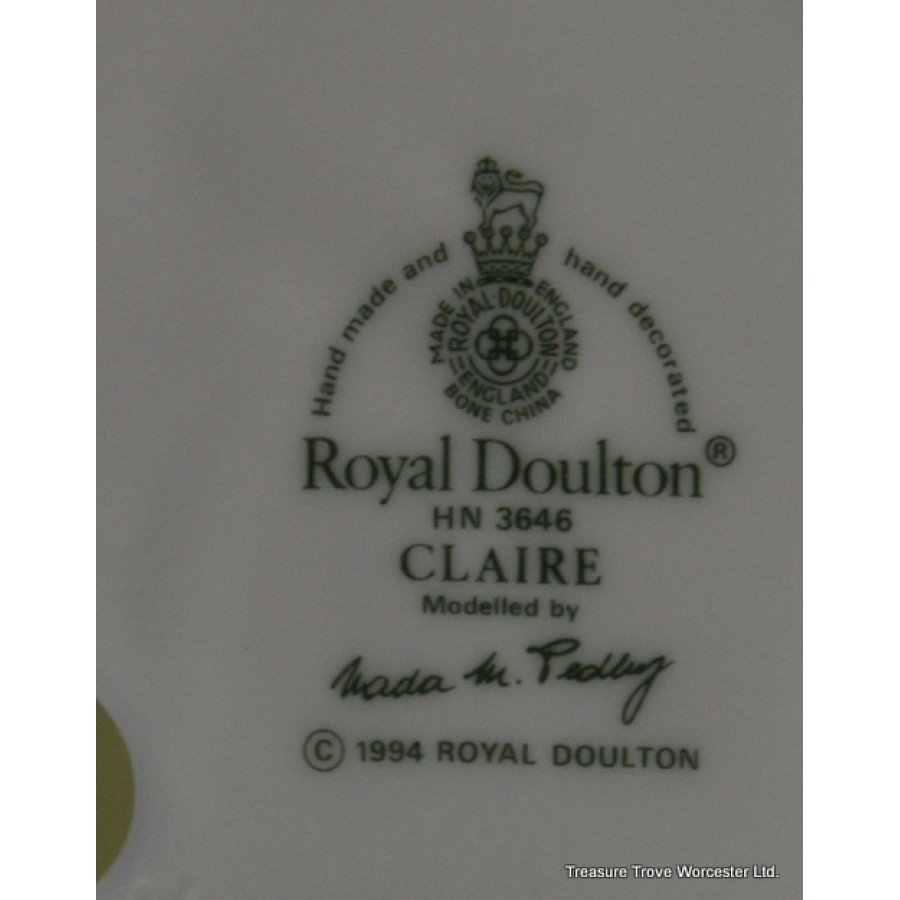 Hand made and hand decorated
MADE IN ENGLAND
ROYAL·DOULTON
ENGLAND
BONE CHINA
Royal Doulton®
HN 3646
CLAIRE
Modelled by
Nada M. Pedley
© 1994 ROYAL DOULTON
Treasure Trove Worcester Ltd.